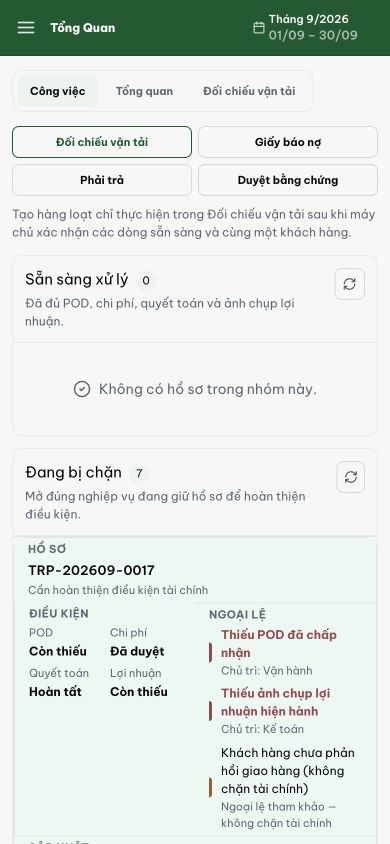 Tổng Quan
Tháng 9/2026
01/09 – 30/09
Công việc
Tổng quan
Đối chiếu vận tải
Đối chiếu vận tải
Giấy báo nợ
Phải trả
Duyệt bằng chứng
Tạo hàng loạt chỉ thực hiện trong Đối chiếu vận tải sau khi máy
chủ xác nhận các dòng sẵn sàng và cùng một khách hàng.
Sẵn sàng xử lý 0
Đã đủ POD, chi phí, quyết toán và ảnh chụp lợi
nhuận.
Không có hồ sơ trong nhóm này.
Đang bị chặn 7
Mở đúng nghiệp vụ đang giữ hồ sơ để hoàn thiện
điều kiện.
HỒ SƠ
TRP-202609-0017
Cần hoàn thiện điều kiện tài chính
ĐIỀU KIỆN
POD
Chi phí
Còn thiếu
Đã duyệt
Quyết toán
Lợi nhuận
Hoàn tất
Còn thiếu
NGOẠI LỆ
Thiếu POD đã chấp
nhận
Chủ trì: Vận hành
Thiếu ảnh chụp lợi
nhuận hiện hành
Chủ trì: Kế toán
Khách hàng chưa phản
hồi giao hàng (không
chặn tài chính)
Ngoại lệ tham khảo —
không chặn tài chính